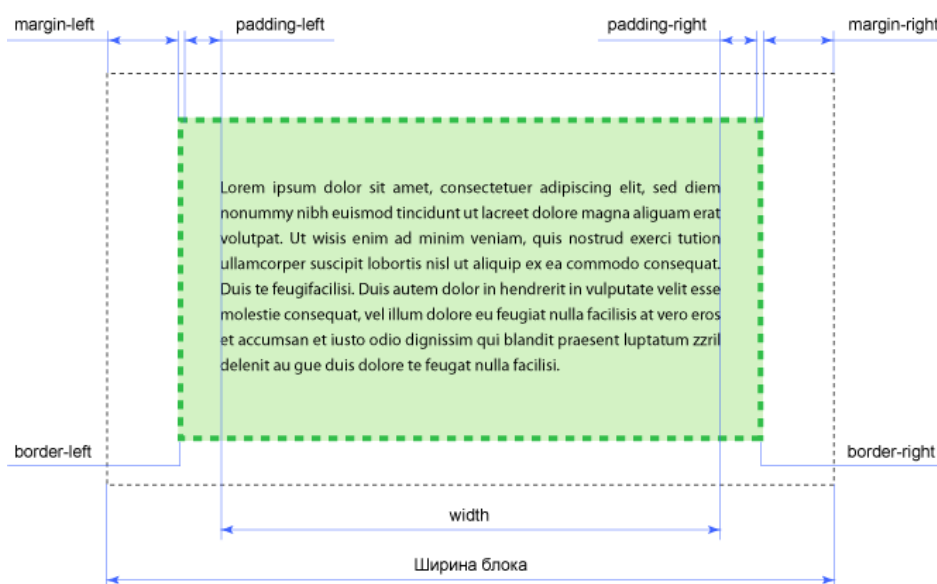 margin-left
padding-left
padding-right
margin-right
Lorem ipsum dolor sit amet, consectetuer adipiscing elit, sed diem
nonummy nibh euismod tincidunt ut lacreet dolore magna aliguam erat
volutpat. Ut wisis enim ad minim veniam, quis nostrud exerci tution
ullamcorper suscipit lobortis nisl ut aliquip ex ea commodo consequat.
Duis te feugifacilisi. Duis autem dolor in hendrerit in vulputate velit esse
molestie consequat, vel illum dolore eu feugiat nulla facilisis at vero eros
et accumsan et iusto odio dignissim qui blandit praesent luptatum zzril
delenit au gue duis dolore te feugat nulla facilisi.
border-left
border-right
width
Ширина блока